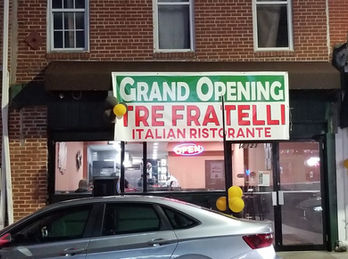 GRAND OPENING
TRE FRATELLI
ITALIAN RISTORANTE
OPEN